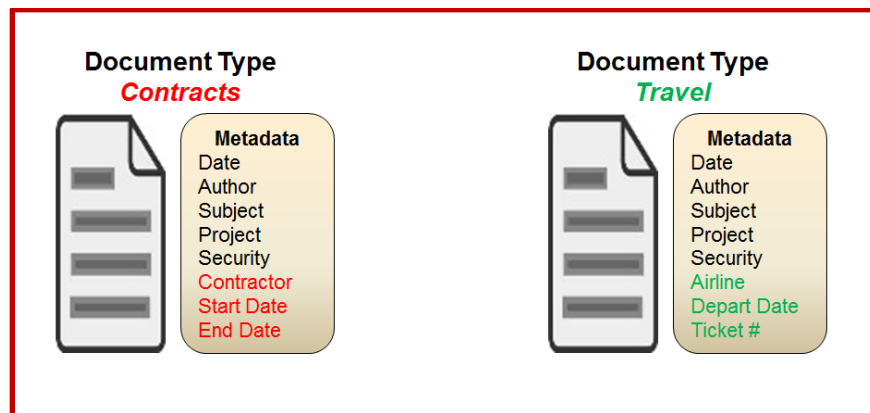 Document Type
Contracts
Metadata
Date
Author
Subject
Project
Security
Contractor
Start Date
End Date
Document Type
Travel
Metadata
Date
Author
Subject
Project
Security
Airline
Depart Date
Ticket #